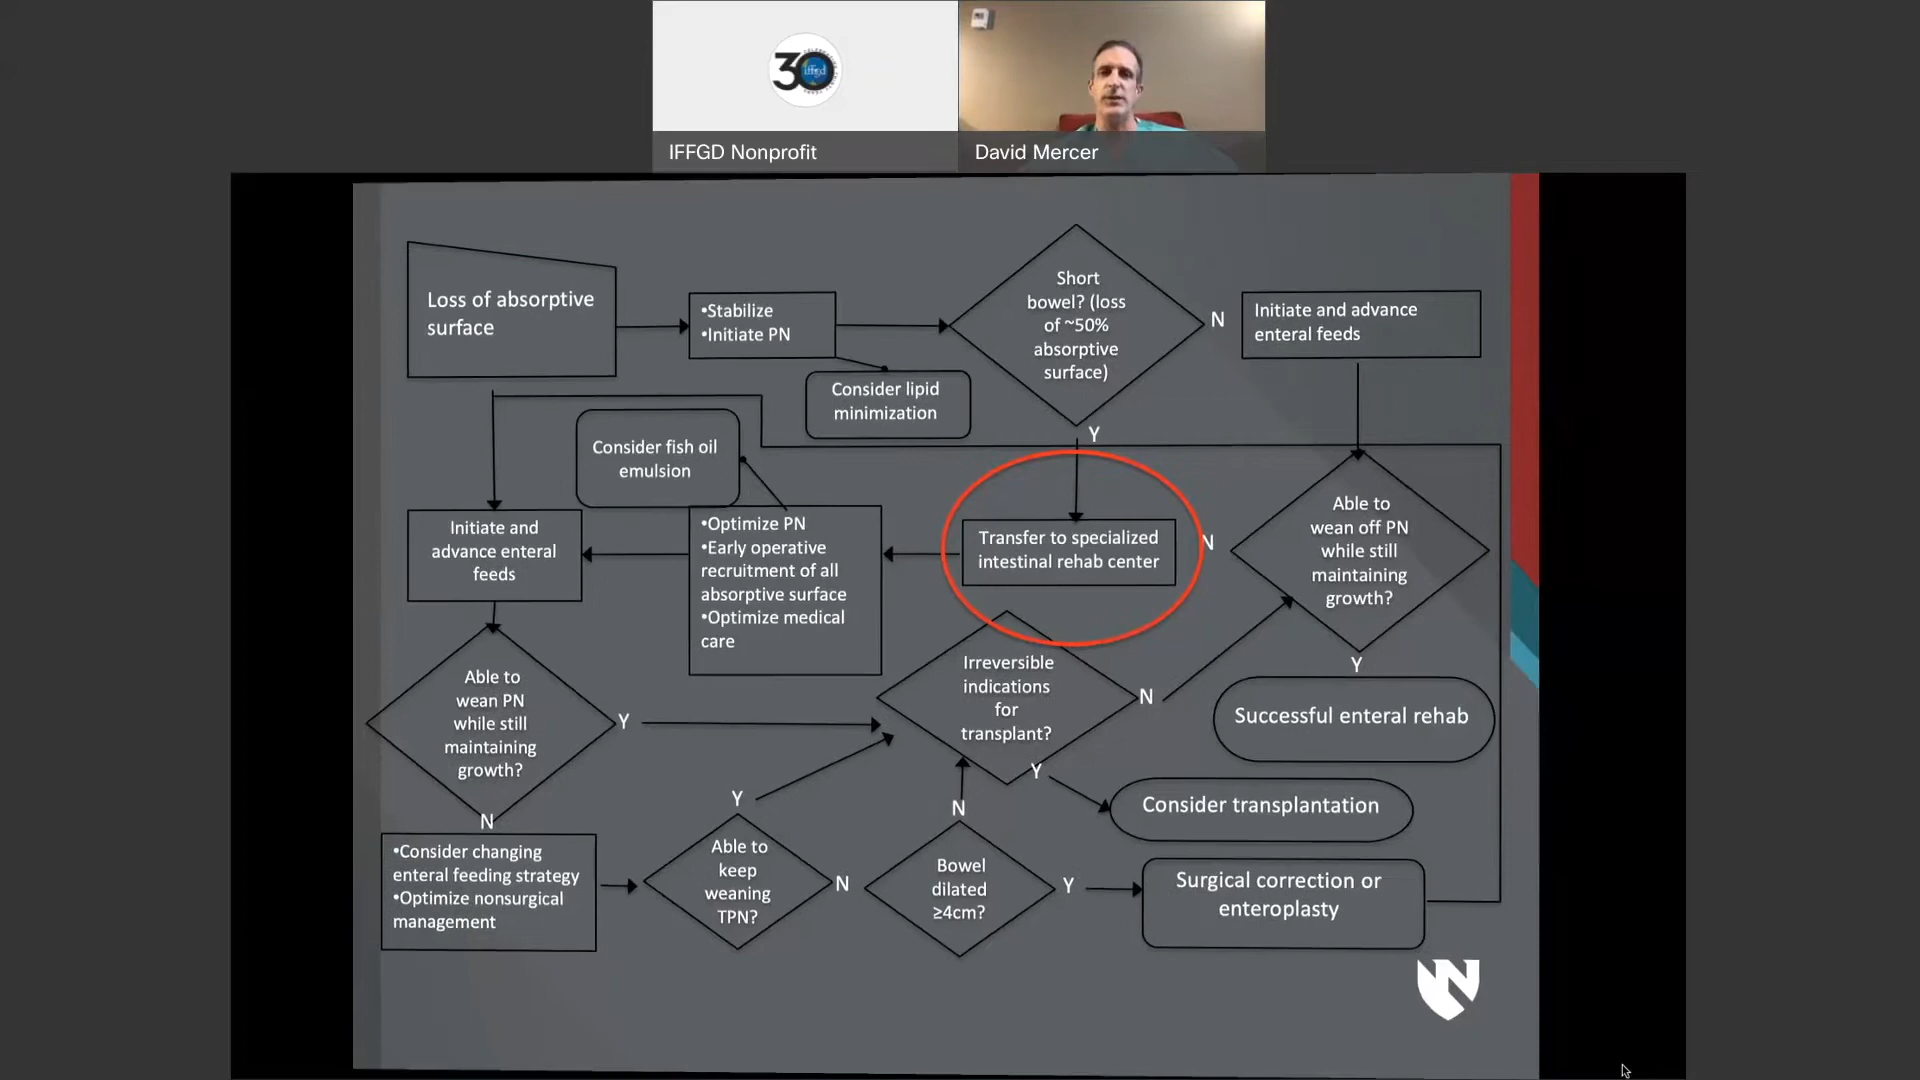 30
iffgd
IFFGD Nonprofit
David Mercer
Loss of absorptive
surface
•Stabilize
•Initiate PN
Short
bowel? (loss
of ~50%
absorptive
surface)
N
Initiate and advance
enteral feeds
Consider lipid
minimization
Y
Consider fish oil
emulsion
Initiate and
advance enteral
feeds
•Optimize PN
•Early operative
recruitment of all
absorptive surface
•Optimize medical
care
Transfer to specialized
intestinal rehab center
N
Able to
wean off PN
while still
maintaining
growth?
Y
Able to
wean PN
while still
maintaining
growth?
Y
Irreversible
indications
for
transplant?
N
Successful enteral rehab
Y
Consider transplantation
N
•Consider changing
enteral feeding strategy
•Optimize nonsurgical
management
Y
Able to
keep
weaning
TPN?
N
N
Bowel
dilated
≥4cm?
Y
Surgical correction or
enteroplasty
N